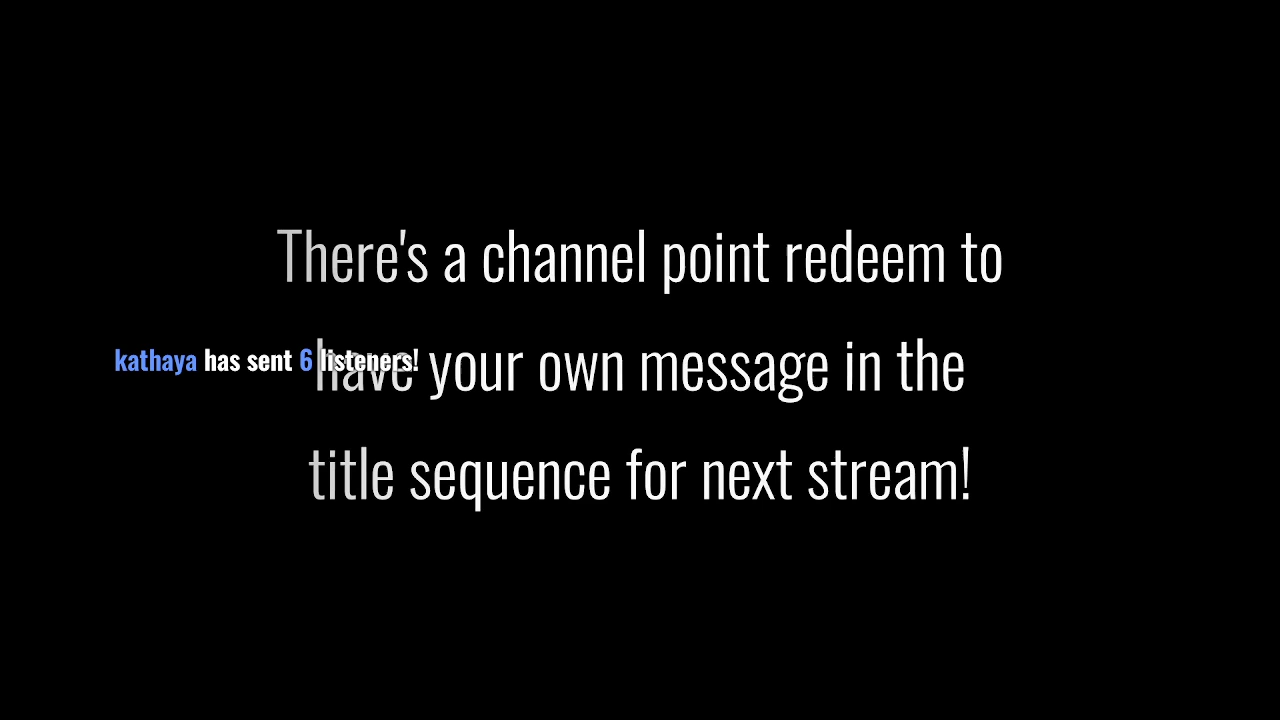 There's a channel point redeem to
kathaya has sent 6 listeners!
have your own message in the
title sequence for next stream!